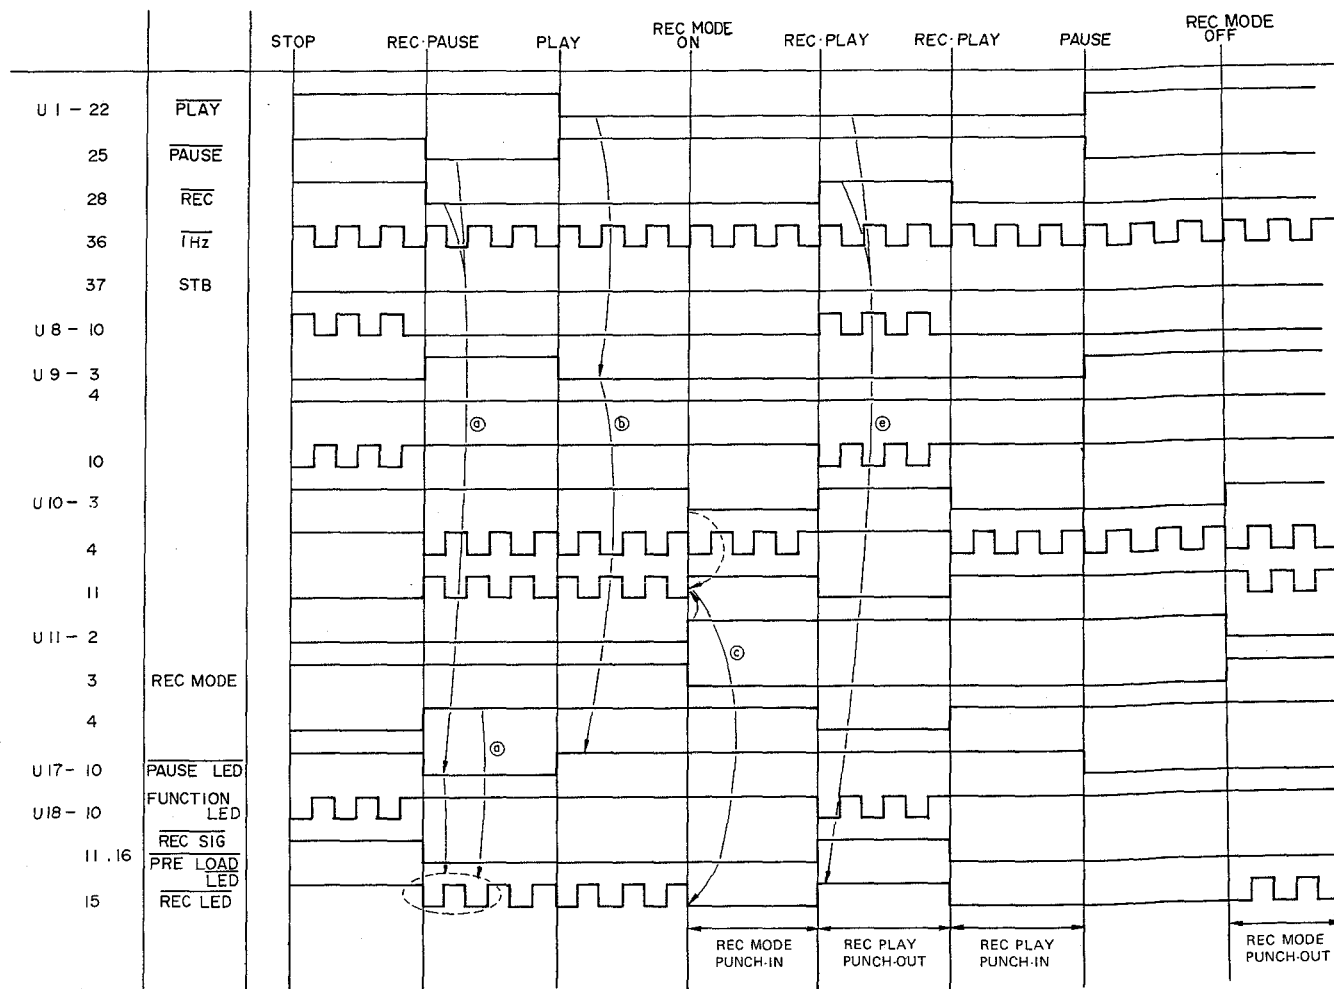 STOP REC·PAUSE PLAY REC MODE ON REC·PLAY REC·PLAY PAUSE REC MODE OFF
U1-22 PLAY
25 PAUSE
28 REC
36 1Hz
37 STB
U8-10
U9-3
4
ⓐ ⓑ ⓔ
10
U10-3
4
11
U11-2
ⓒ
3 REC MODE
4
ⓐ
U17-10 PAUSE LED
U18-10 FUNCTION LED
11.16 REC SIG
PRE LOAD LED
15 REC LED
REC MODE PUNCH-IN REC PLAY PUNCH-OUT REC PLAY PUNCH-IN REC MODE PUNCH-OUT